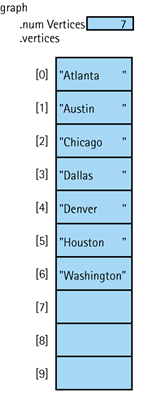 graph
.num Vertices 7
.vertices
[0] "Atlanta "
[1] "Austin "
[2] "Chicago "
[3] "Dallas "
[4] "Denver "
[5] "Houston "
[6] "Washington"
[7]
[8]
[9]